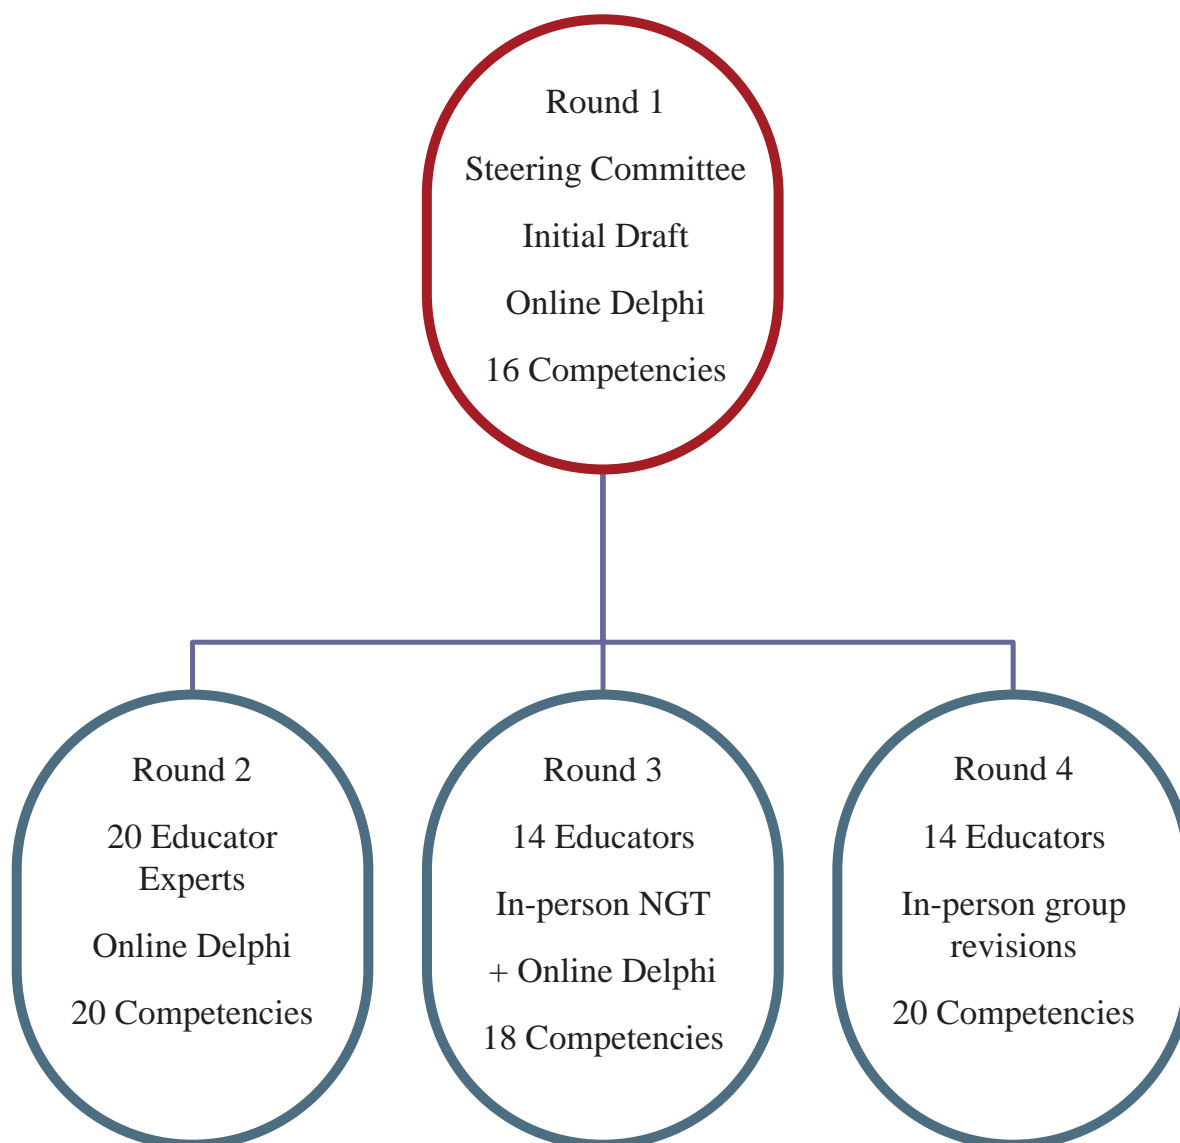 Round 1
Steering Committee
Initial Draft
Online Delphi
16 Competencies
Round 2
20 Educator
Experts
Online Delphi
20 Competencies
Round 3
14 Educators
In-person NGT
+ Online Delphi
18 Competencies
Round 4
14 Educators
In-person group
revisions
20 Competencies